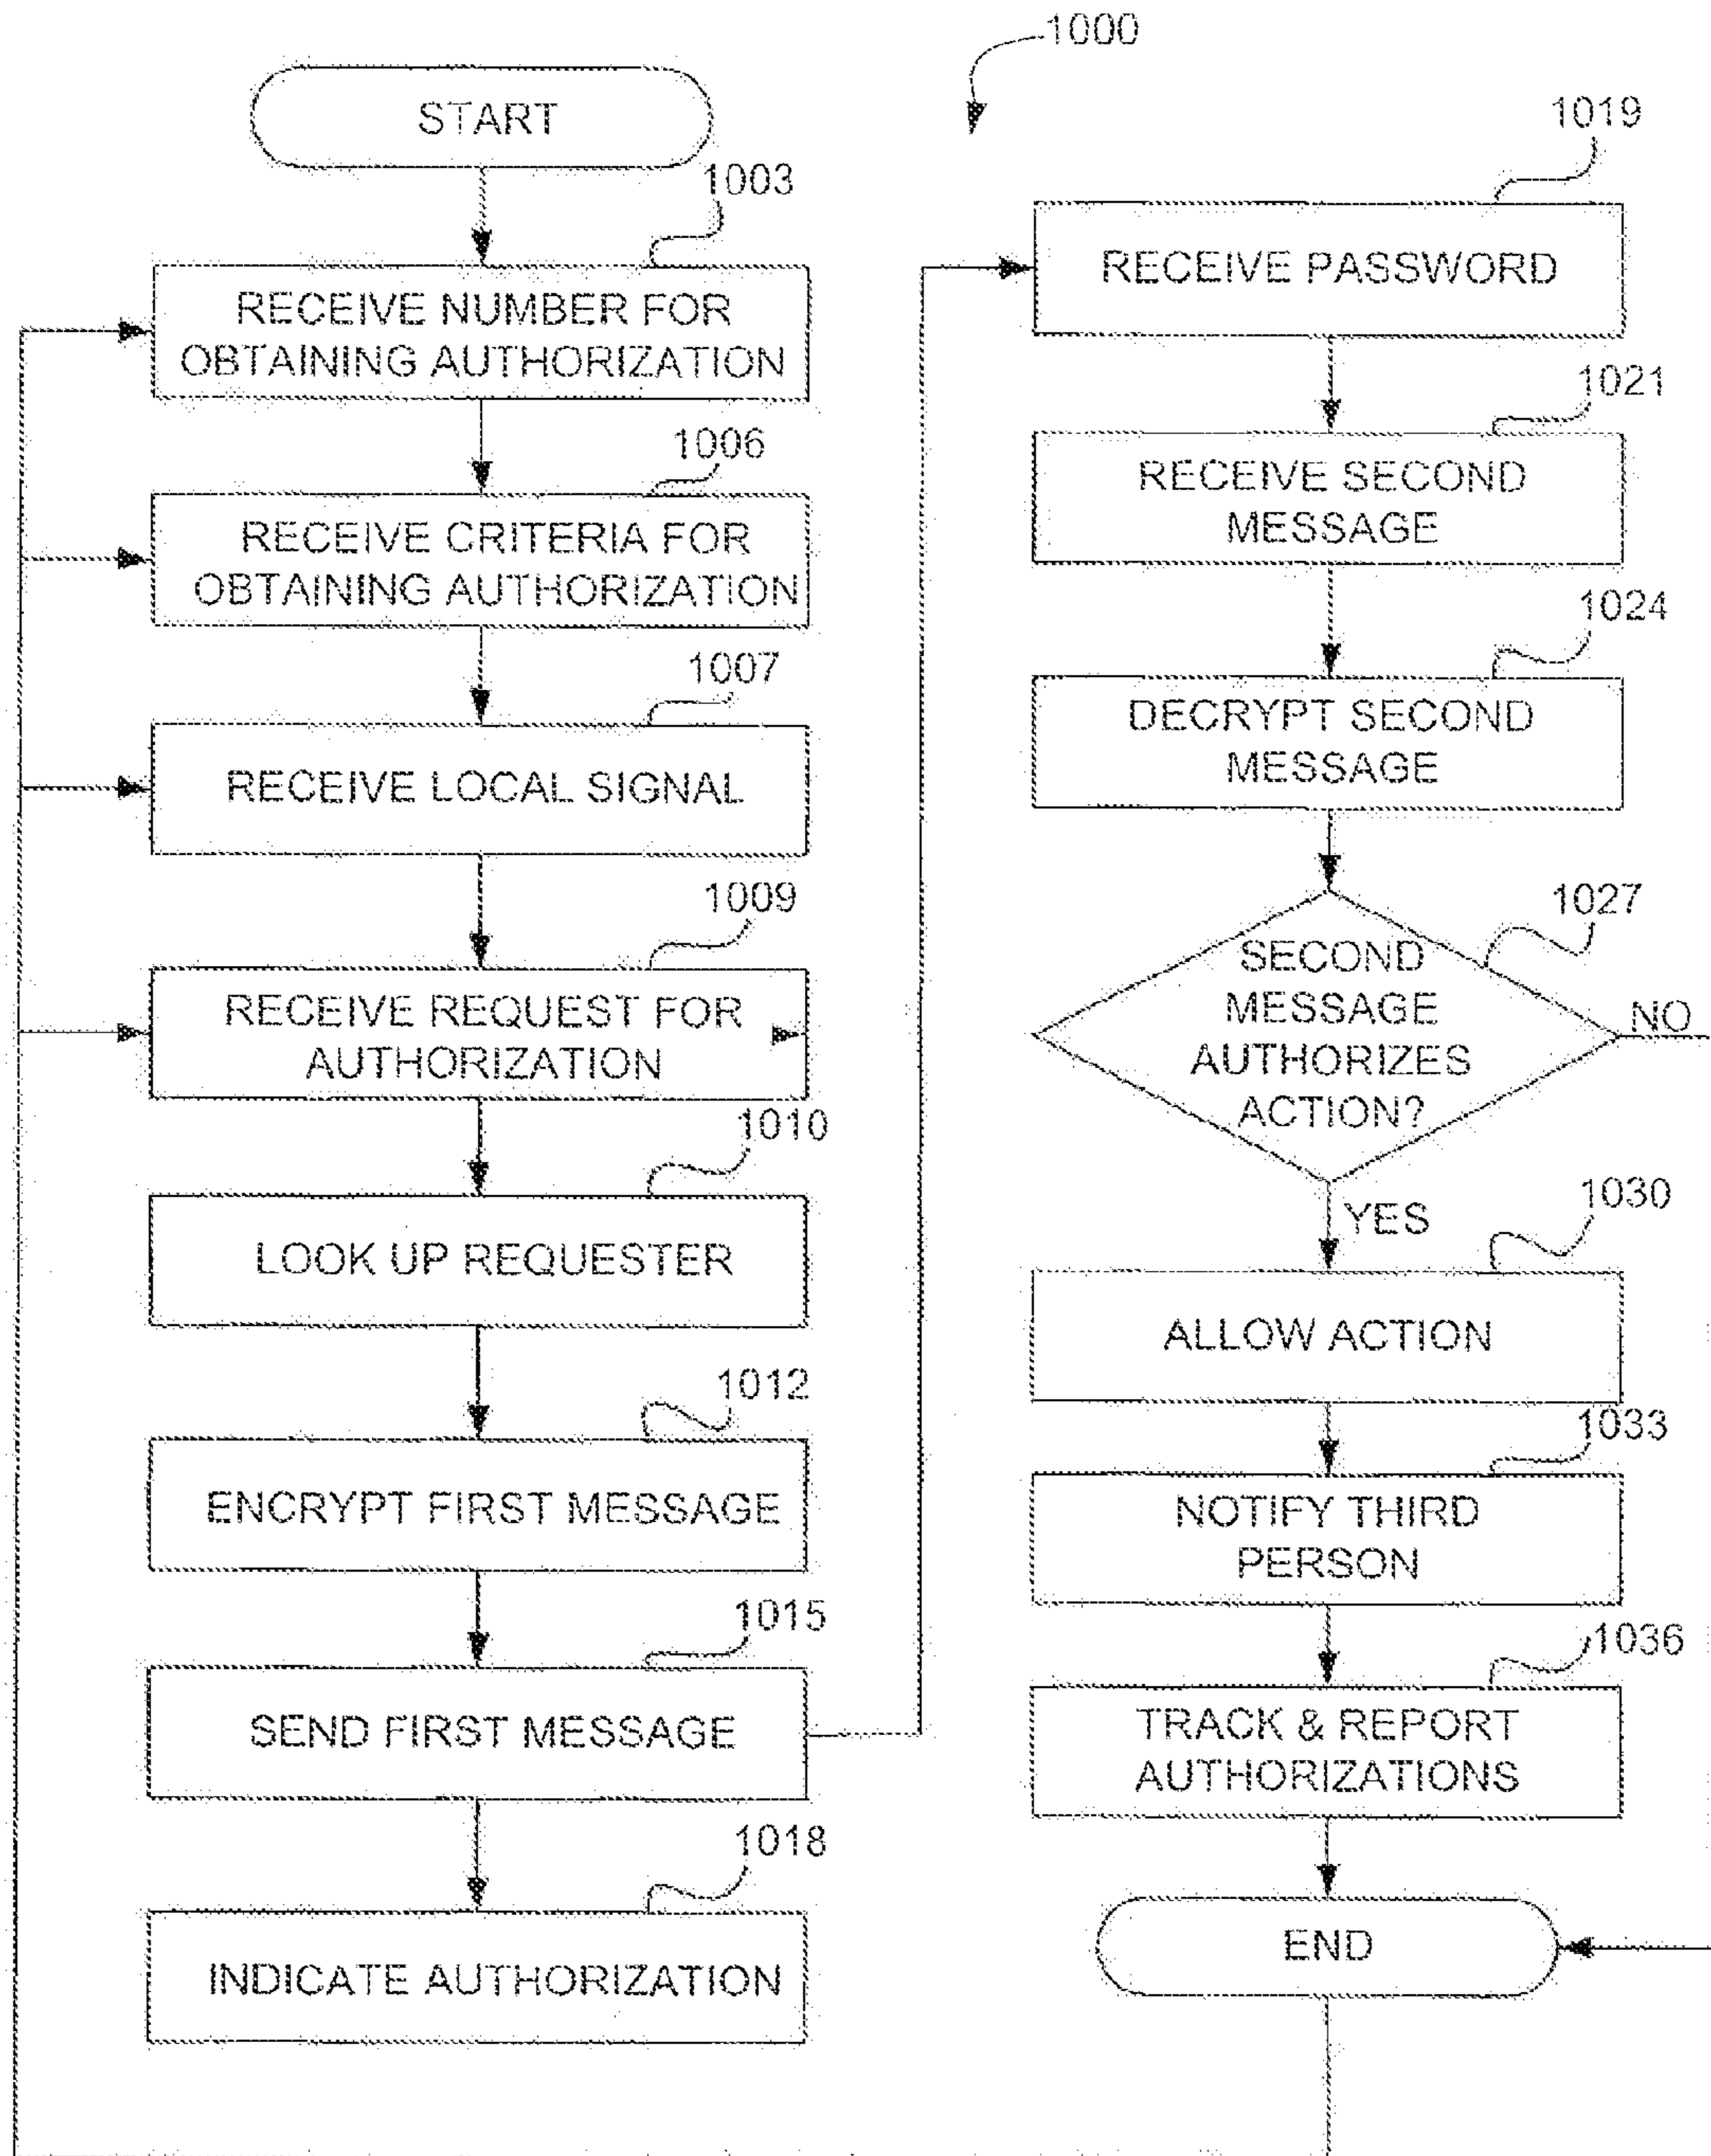 1000
START
1003
RECEIVE NUMBER FOR
OBTAINING AUTHORIZATION
1006
RECEIVE CRITERIA FOR
OBTAINING AUTHORIZATION
1007
RECEIVE LOCAL SIGNAL
1009
RECEIVE REQUEST FOR
AUTHORIZATION
1010
LOOK UP REQUESTER
1012
ENCRYPT FIRST MESSAGE
1015
SEND FIRST MESSAGE
1018
INDICATE AUTHORIZATION
1019
RECEIVE PASSWORD
1021
RECEIVE SECOND
MESSAGE
1024
DECRYPT SECOND
MESSAGE
1027
SECOND
MESSAGE
AUTHORIZES
ACTION?
NO
YES
1030
ALLOW ACTION
1033
NOTIFY THIRD
PERSON
1036
TRACK & REPORT
AUTHORIZATIONS
END